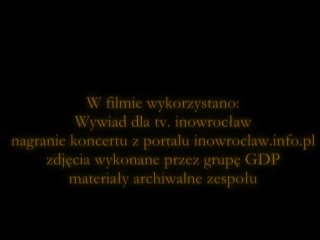 W filmie wykorzystano:
Wywiad dla tv. inowrocław
nagranie koncertu z portalu inowroclaw.info.pl
zdjęcia wykonane przez grupę GDP
materiały archiwalne zespołu